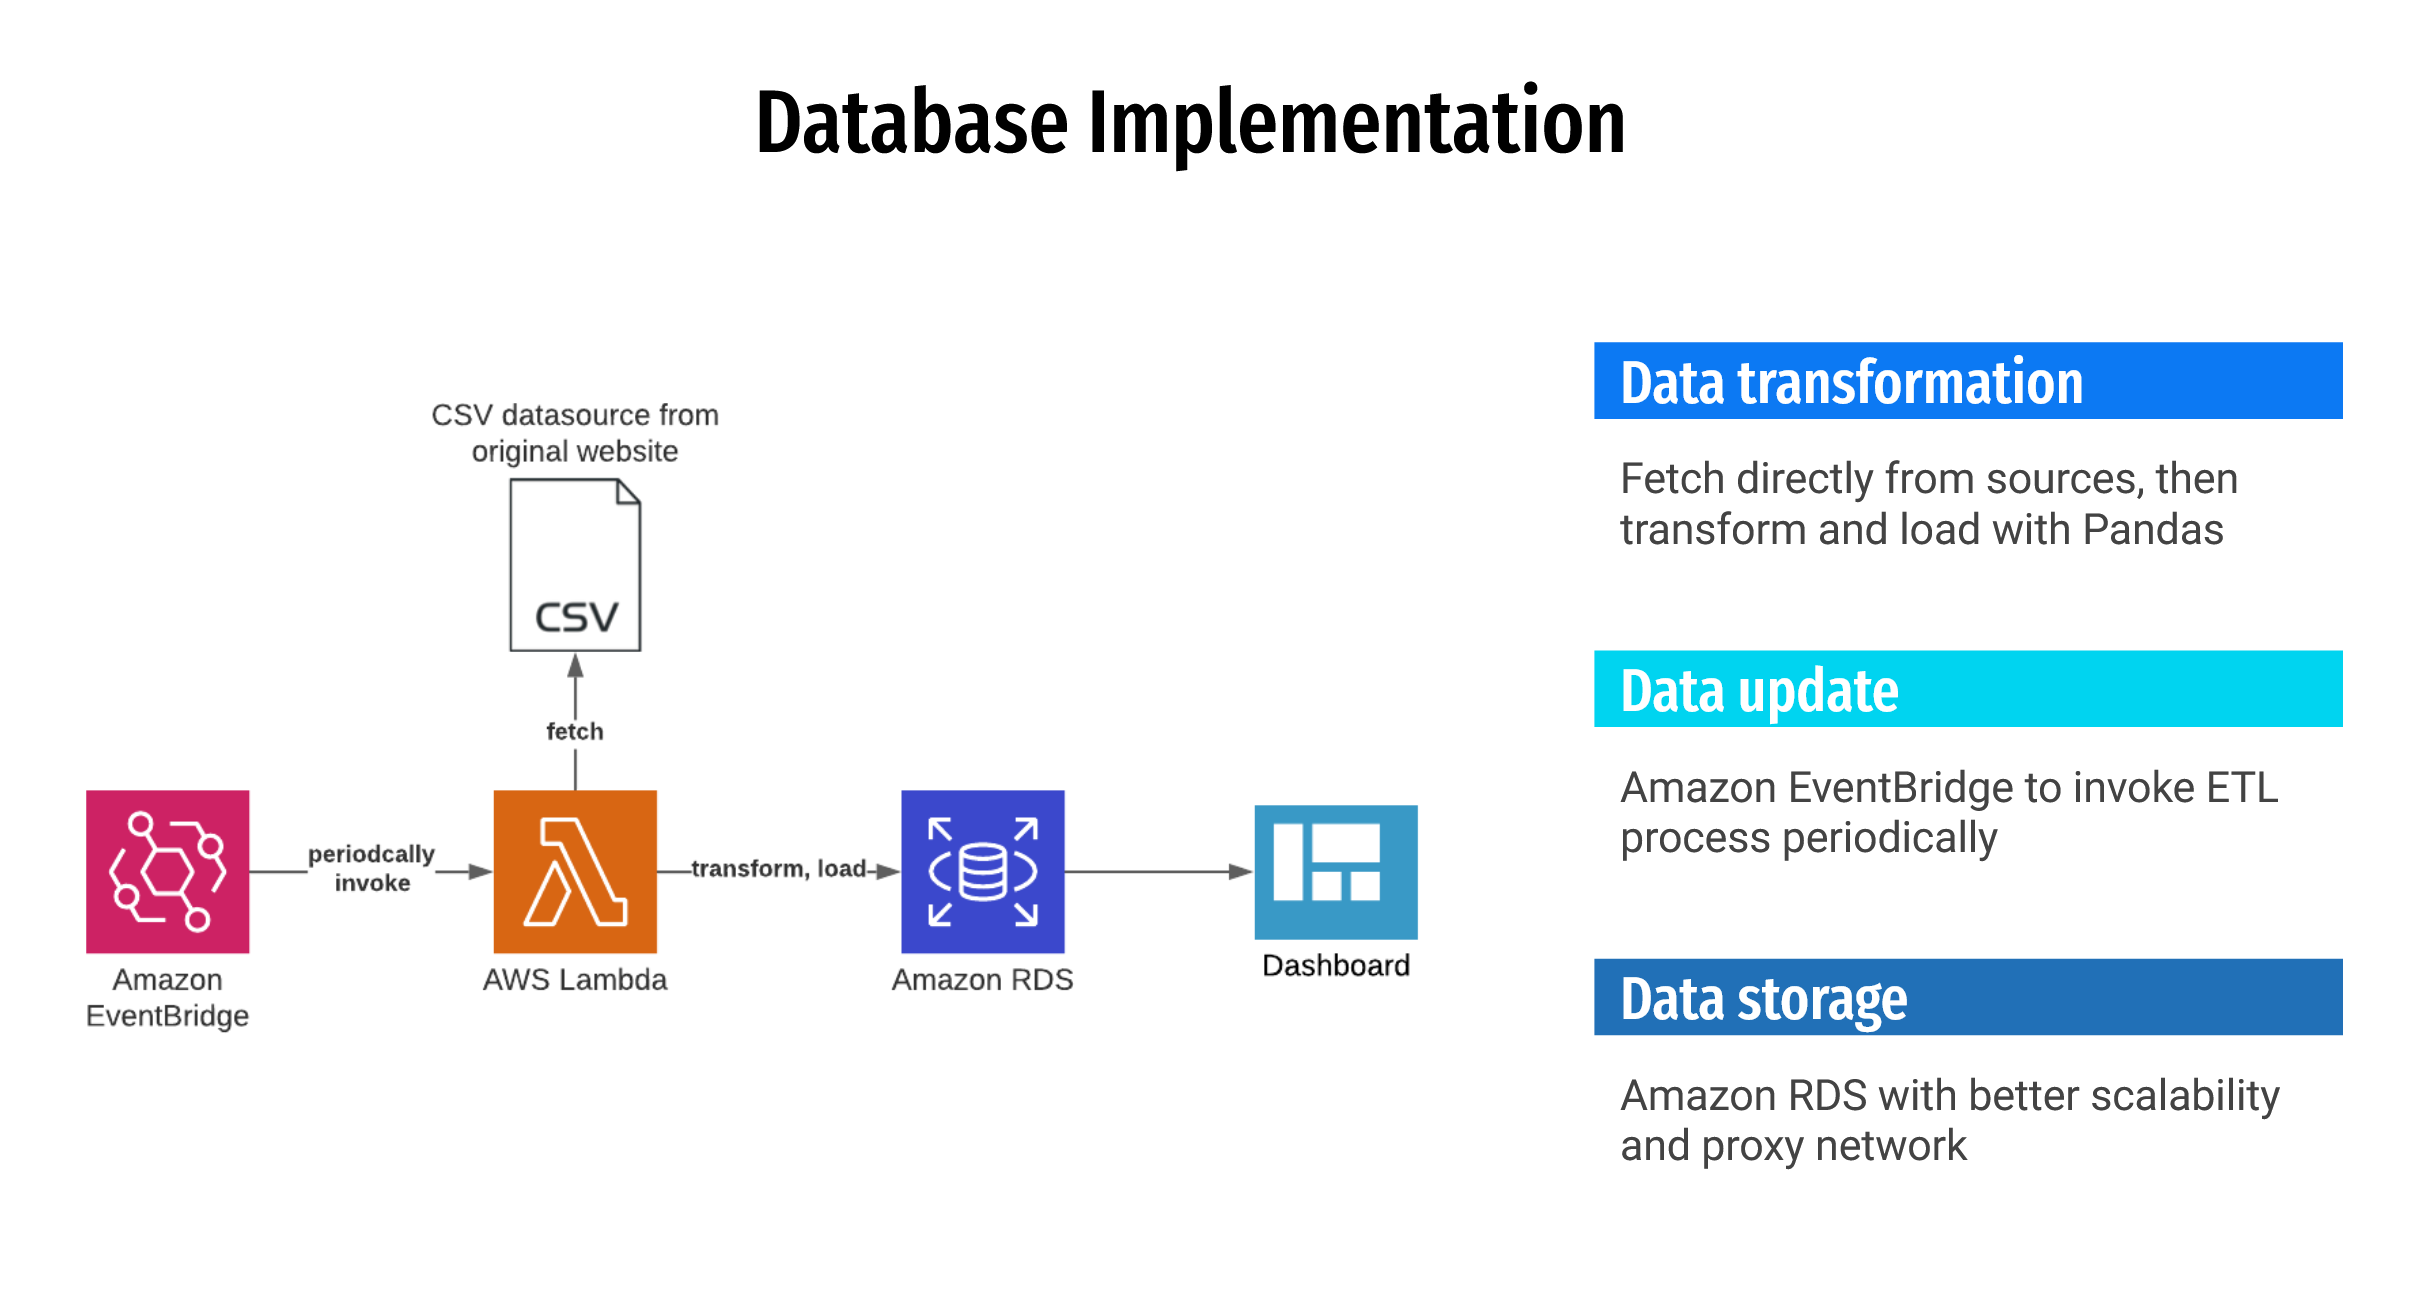 Database Implementation
CSV datasource from
original website
CSV
fetch
periodcally
invoke
transform, load
Amazon
EventBridge
AWS Lambda
Amazon RDS
Dashboard
Data transformation
Fetch directly from sources, then
transform and load with Pandas
Data update
Amazon EventBridge to invoke ETL
process periodically
Data storage
Amazon RDS with better scalability
and proxy network